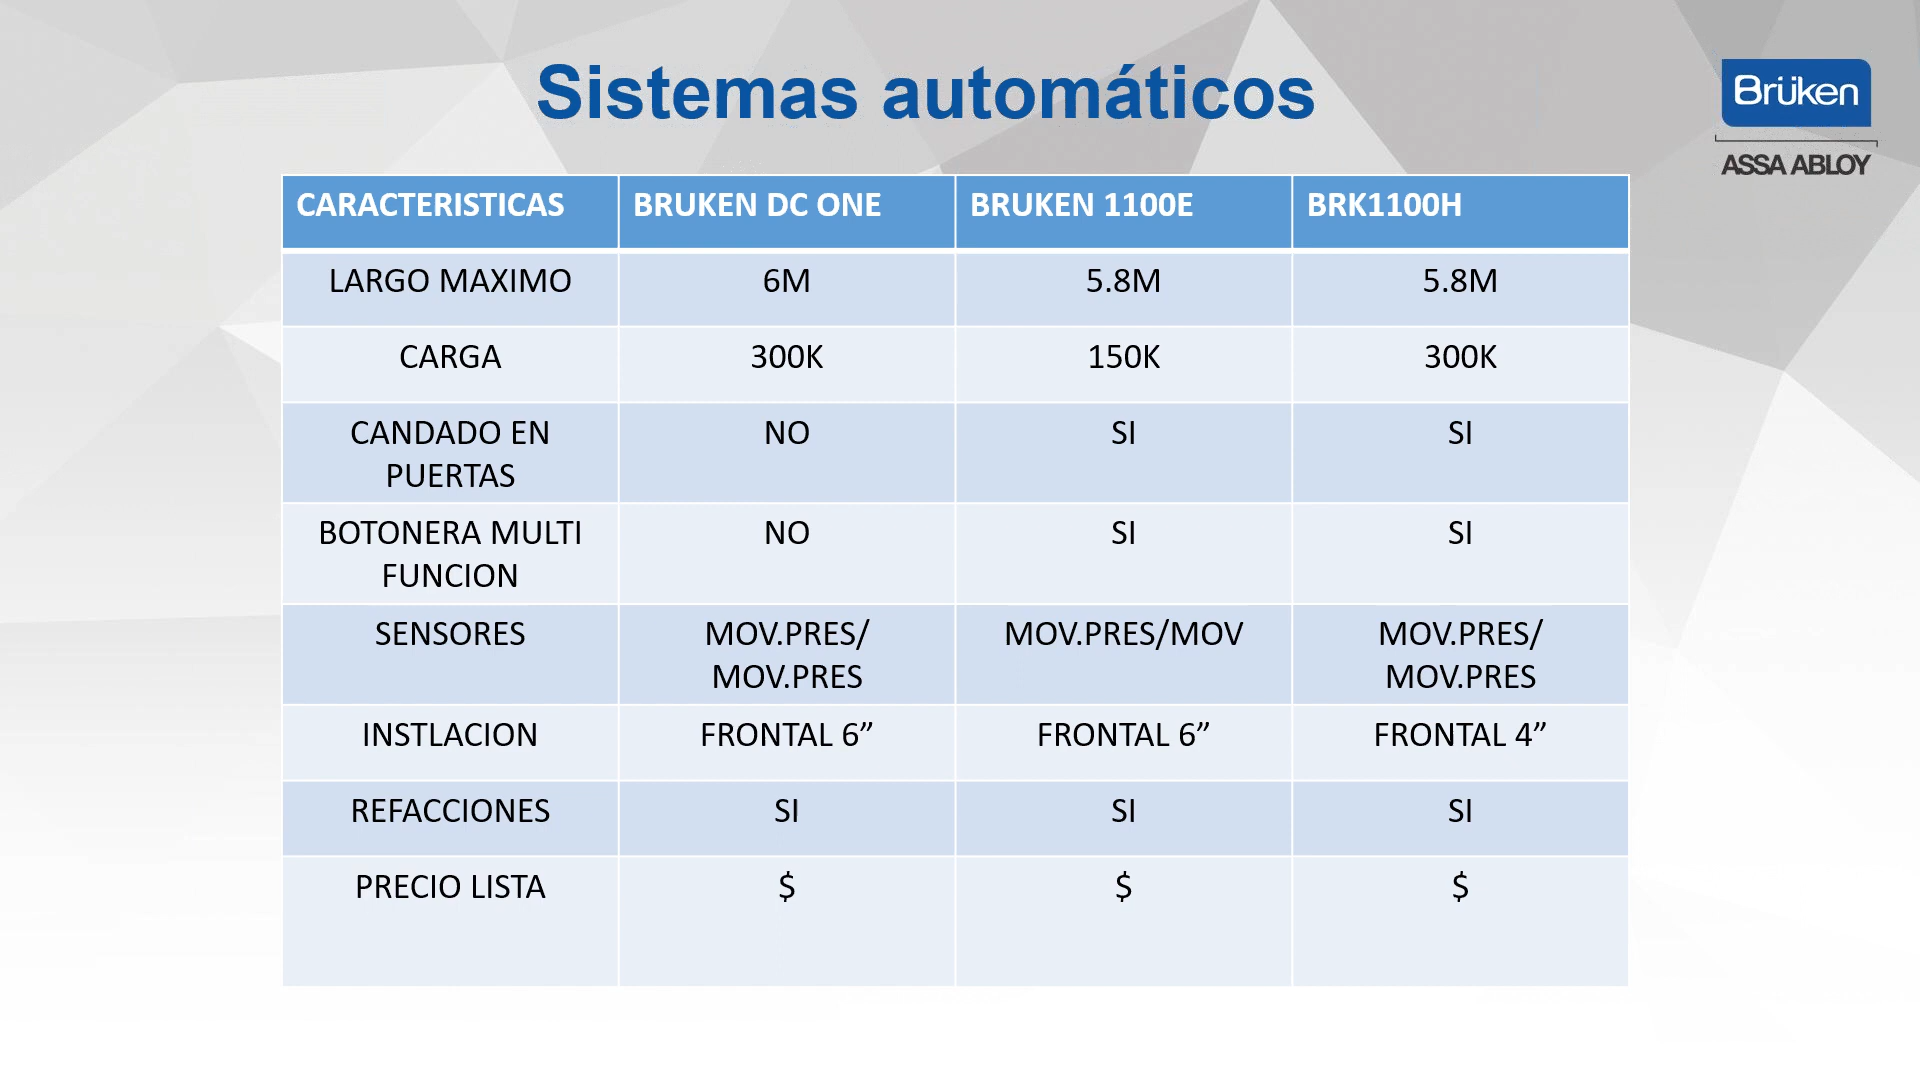 Sistemas automáticos
Brüken
ASSA ABLOY
CARACTERISTICAS BRUKEN DC ONE BRUKEN 1100E BRK1100H
LARGO MAXIMO 6M 5.8M 5.8M
CARGA 300K 150K 300K
CANDADO EN NO SI SI
PUERTAS
BOTONERA MULTI NO SI SI
FUNCION
SENSORES MOV.PRES/ MOV.PRES/MOV MOV.PRES/
MOV.PRES MOV.PRES
INSTLACION FRONTAL 6” FRONTAL 6” FRONTAL 4”
REFACCIONES SI SI SI
PRECIO LISTA $ $ $